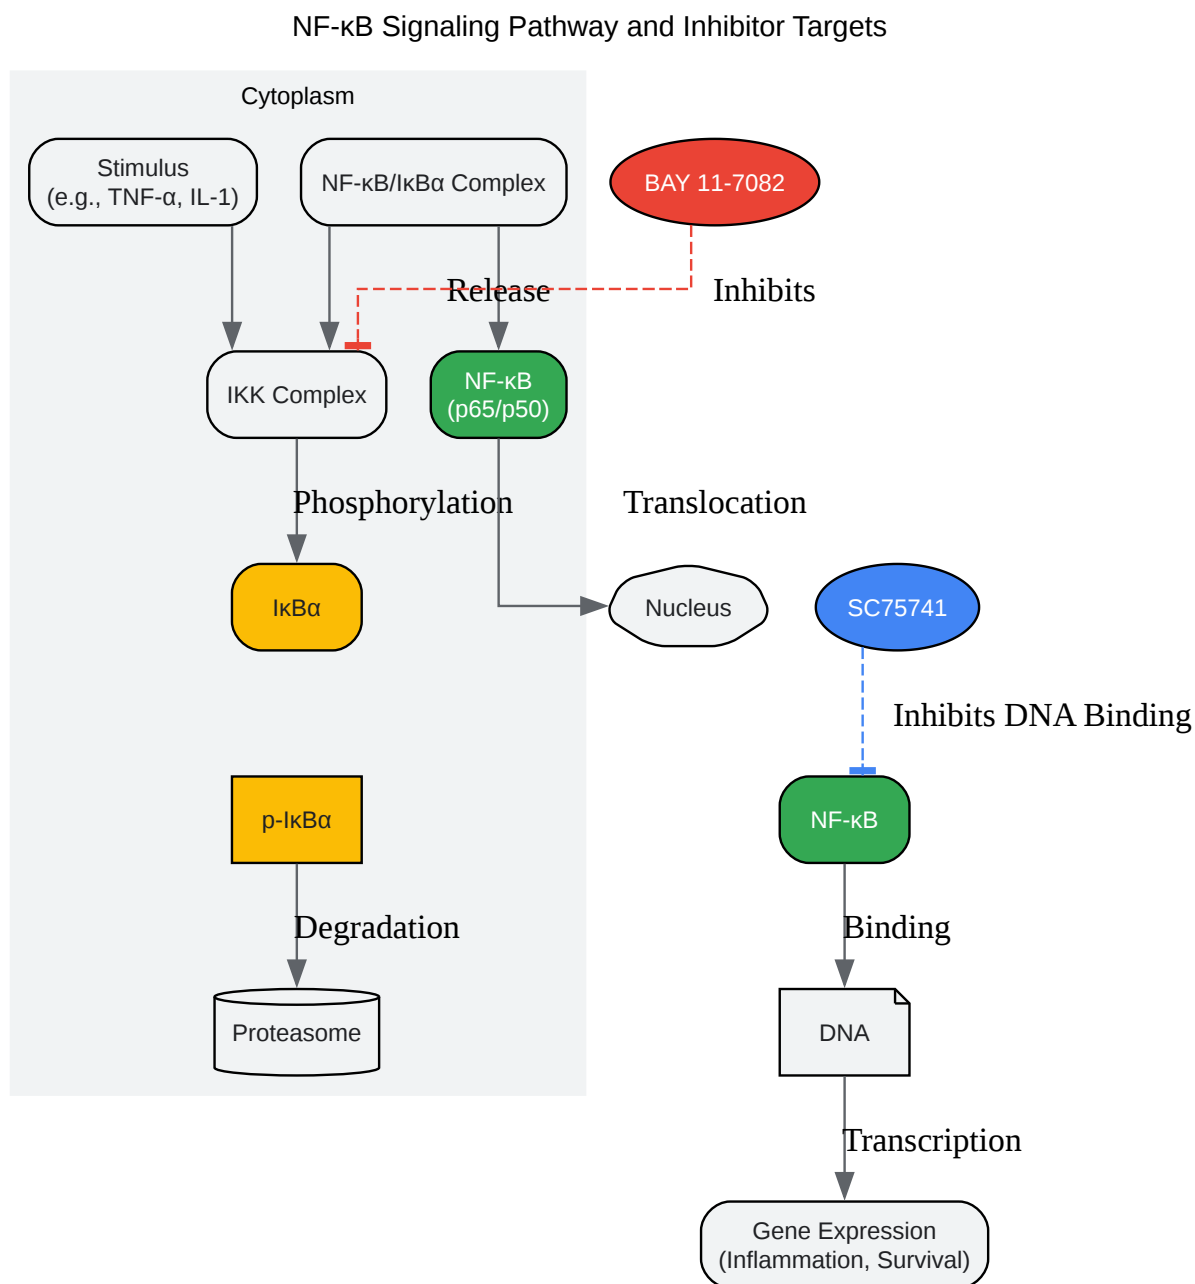 NF-κB Signaling Pathway and Inhibitor Targets
Cytoplasm
Stimulus
(e.g., TNF-α, IL-1)
NF-κB/IκBα Complex
BAY 11-7082
Release
Inhibits
IKK Complex
NF-κB
(p65/p50)
Phosphorylation
Translocation
IκBα
Nucleus
SC75741
Inhibits DNA Binding
p-IκBα
NF-κB
Degradation
Binding
Proteasome
DNA
Transcription
Gene Expression
(Inflammation, Survival)